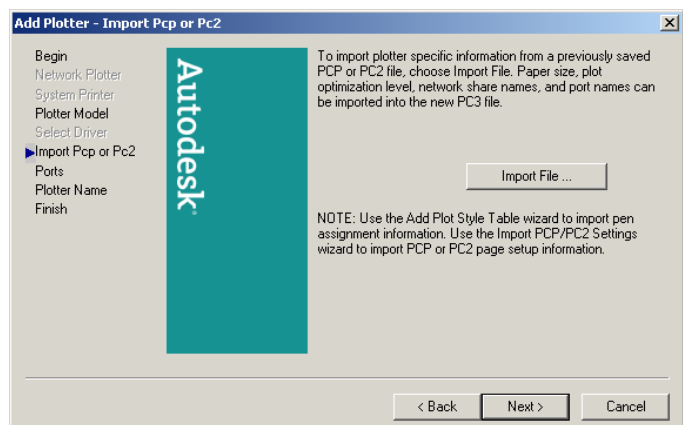 Add Plotter - Import Pcp or Pc2
Begin
Network Plotter
System Printer
Plotter Model
Select Driver
Import Pcp or Pc2
Ports
Plotter Name
Finish
Autodesk
To import plotter specific information from a previously saved
PCP or PC2 file, choose Import File. Paper size, plot
optimization level, network share names, and port names can
be imported into the new PC3 file.
Import File ...
NOTE: Use the Add Plot Style Table wizard to import pen
assignment information. Use the Import PCP/PC2 Settings
wizard to import PCP or PC2 page setup information.
< Back
Next >
Cancel